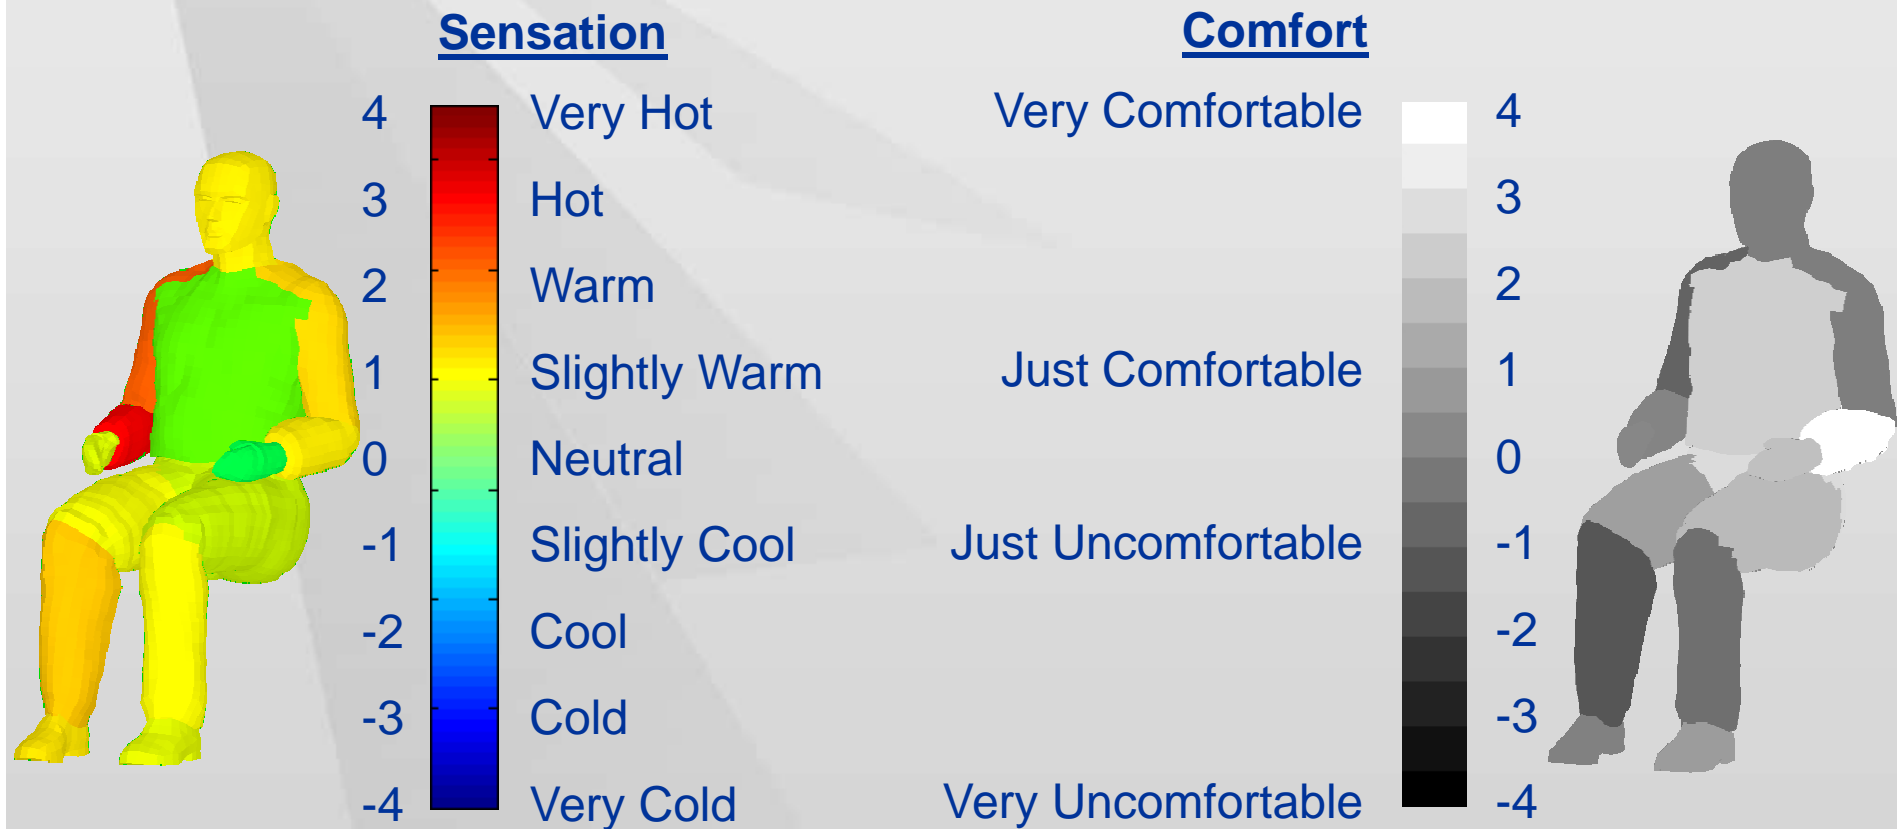 Sensation
4 Very Hot
3 Hot
2 Warm
1 Slightly Warm
0 Neutral
-1 Slightly Cool
-2 Cool
-3 Cold
-4 Very Cold
Comfort
Very Comfortable 4
3
2
Just Comfortable 1
0
Just Uncomfortable -1
-2
-3
Very Uncomfortable -4